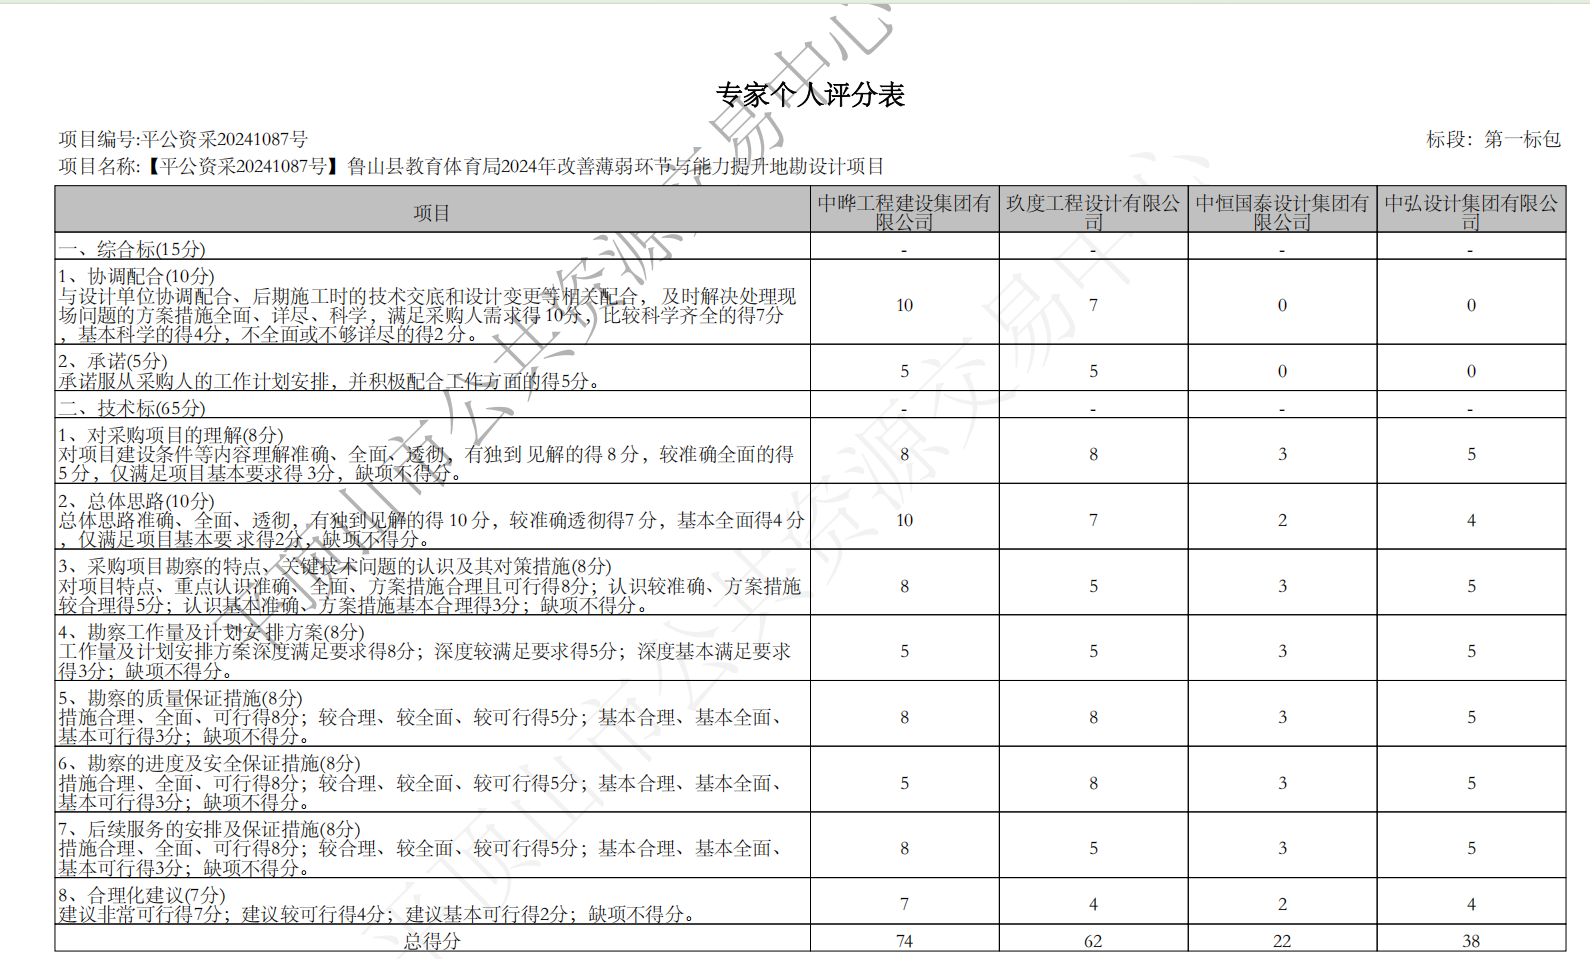 专家个人评分表
项目编号:平公资采20241087号
标段：第一标包
项目名称:【平公资采20241087号】鲁山县教育体育局2024年改善薄弱环节与能力提升地勘设计项目
项目
中晔工程建设集团有
限公司
玖度工程设计有限公
司
中恒国泰设计集团有
限公司
中弘设计集团有限公
司
一、综合标(15分)
- - - -
1、协调配合(10分)
与设计单位协调配合、后期施工时的技术交底和设计变更等相关配合， 及时解决处理现
场问题的方案措施全面、详尽、科学，满足采购人需求得 10分，比较科学齐全的得7分
，基本科学的得4分，不全面或不够详尽的得2 分。
10 7 0 0
2、承诺(5分)
承诺服从采购人的工作计划安排，并积极配合工作方面的得5分。
5 5 0 0
二、技术标(65分)
- - - -
1、对采购项目的理解(8分)
对项目建设条件等内容理解准确、全面、透彻，有独到 见解的得 8 分，较准确全面的得
5 分，仅满足项目基本要求得 3分，缺项不得分。
8 8 3 5
2、总体思路(10分)
总体思路准确、全面、透彻，有独到见解的得 10 分，较准确透彻得7 分，基本全面得4 分
，仅满足项目基本要 求得2分，缺项不得分。
10 7 2 4
3、采购项目勘察的特点、关键技术问题的认识及其对策措施(8分)
对项目特点、重点认识准确、全面、方案措施合理且可行得8分；认识较准确、方案措施
较合理得5分；认识基本准确、方案措施基本合理得3分；缺项不得分。
8 5 3 5
4、勘察工作量及计划安排方案(8分)
工作量及计划安排方案深度满足要求得8分；深度较满足要求得5分；深度基本满足要求
得3分；缺项不得分。
5 5 3 5
5、勘察的质量保证措施(8分)
措施合理、全面、可行得8分；较合理、较全面、较可行得5分；基本合理、基本全面、
基本可行得3分；缺项不得分。
8 8 3 5
6、勘察的进度及安全保证措施(8分)
措施合理、全面、可行得8分；较合理、较全面、较可行得5分；基本合理、基本全面、
基本可行得3分；缺项不得分。
5 8 3 5
7、后续服务的安排及保证措施(8分)
措施合理、全面、可行得8分；较合理、较全面、较可行得5分；基本合理、基本全面、
基本可行得3分；缺项不得分。
8 5 3 5
8、合理化建议(7分)
建议非常可行得7分；建议较可行得4分；建议基本可行得2分；缺项不得分。
7 4 2 4
总得分 74 62 22 38
平顶山市公共资源交易中心
平顶山市公共资源交易中心